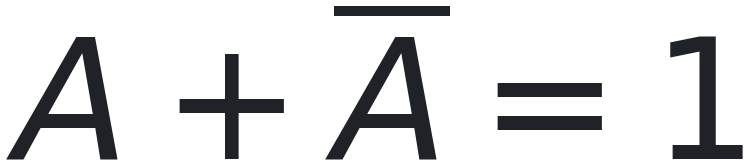 A + A̅ = 1